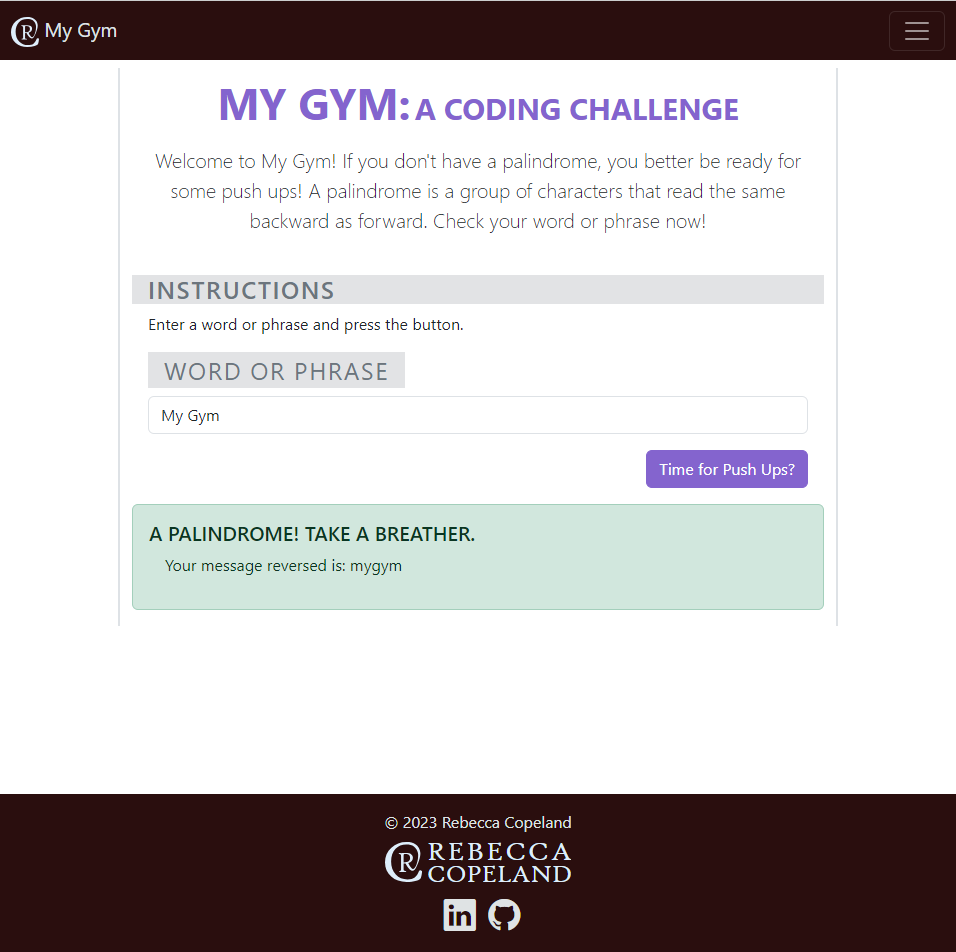 R My Gym
MY GYM: A CODING CHALLENGE
Welcome to My Gym! If you don't have a palindrome, you better be ready for
some push ups! A palindrome is a group of characters that read the same
backward as forward. Check your word or phrase now!
INSTRUCTIONS
Enter a word or phrase and press the button.
WORD OR PHRASE
My Gym
Time for Push Ups?
A PALINDROME! TAKE A BREATHER.
Your message reversed is: mygym
© 2023 Rebecca Copeland
R REBECCA
COPELAND
in